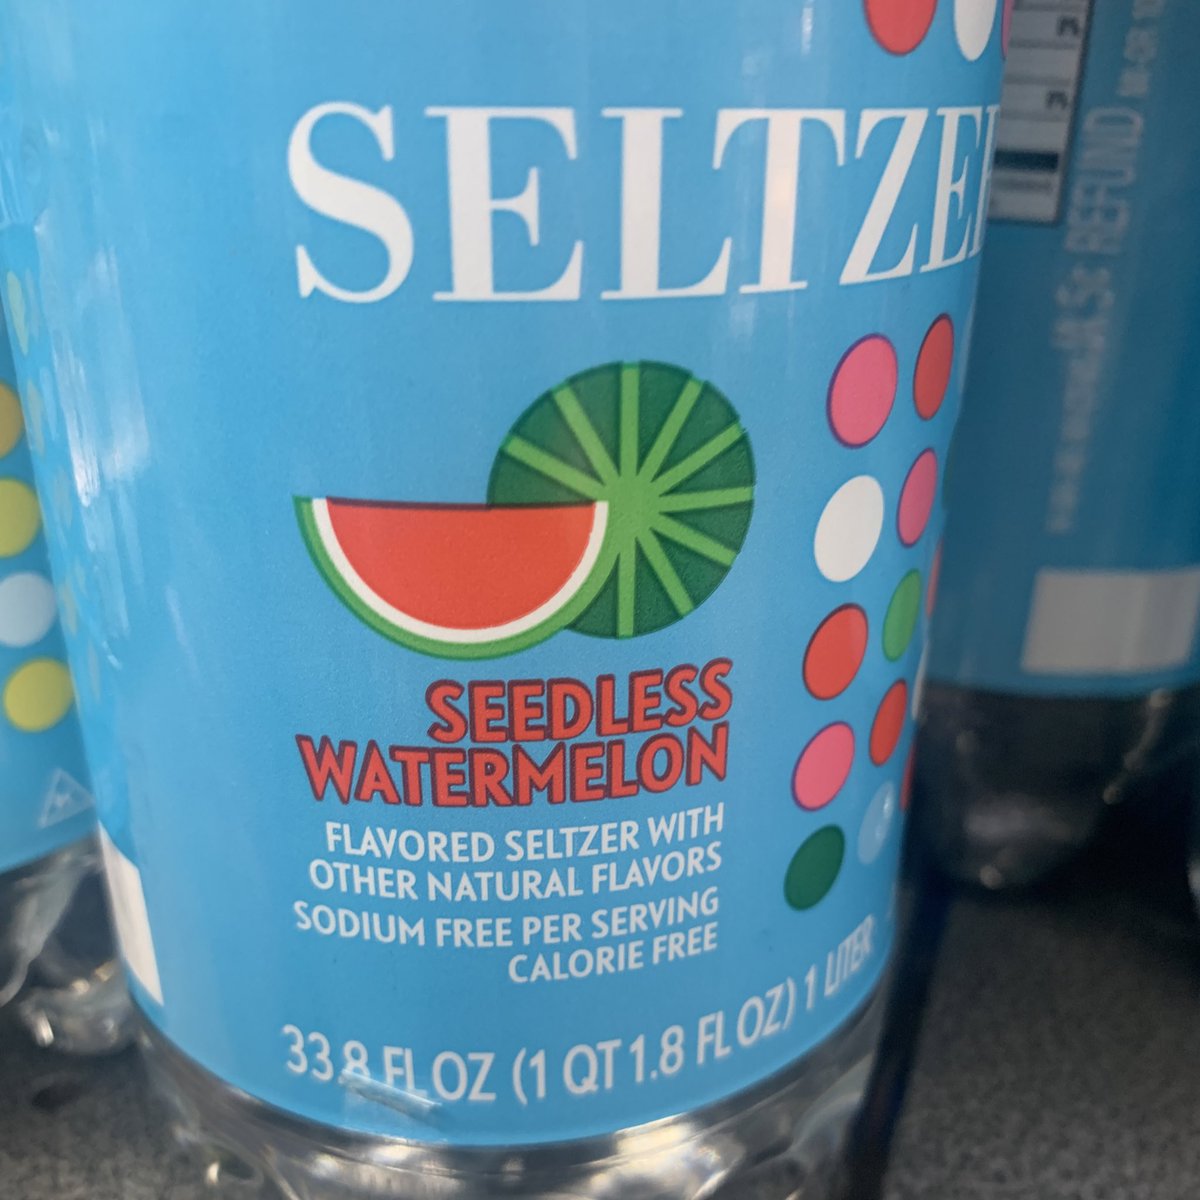 SELTZER
SEEDLESS
WATERMELON
FLAVORED SELTZER WITH
OTHER NATURAL FLAVORS
SODIUM FREE PER SERVING
CALORIE FREE
33.8 FL OZ (1 QT 1.8 FL OZ) 1 LITER
REFUND